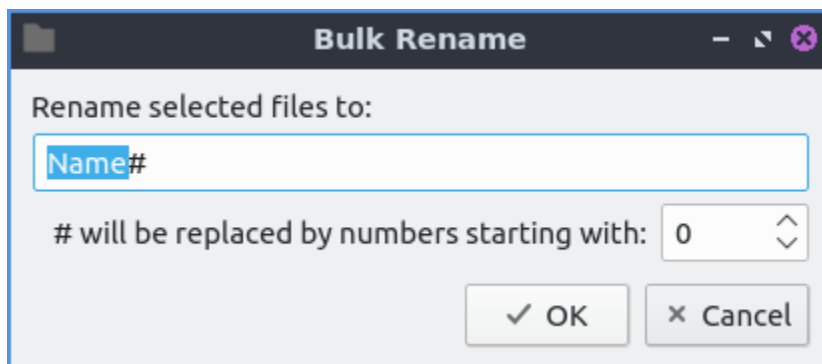 Bulk Rename
Rename selected files to:
Name#
# will be replaced by numbers starting with: 0
OK Cancel